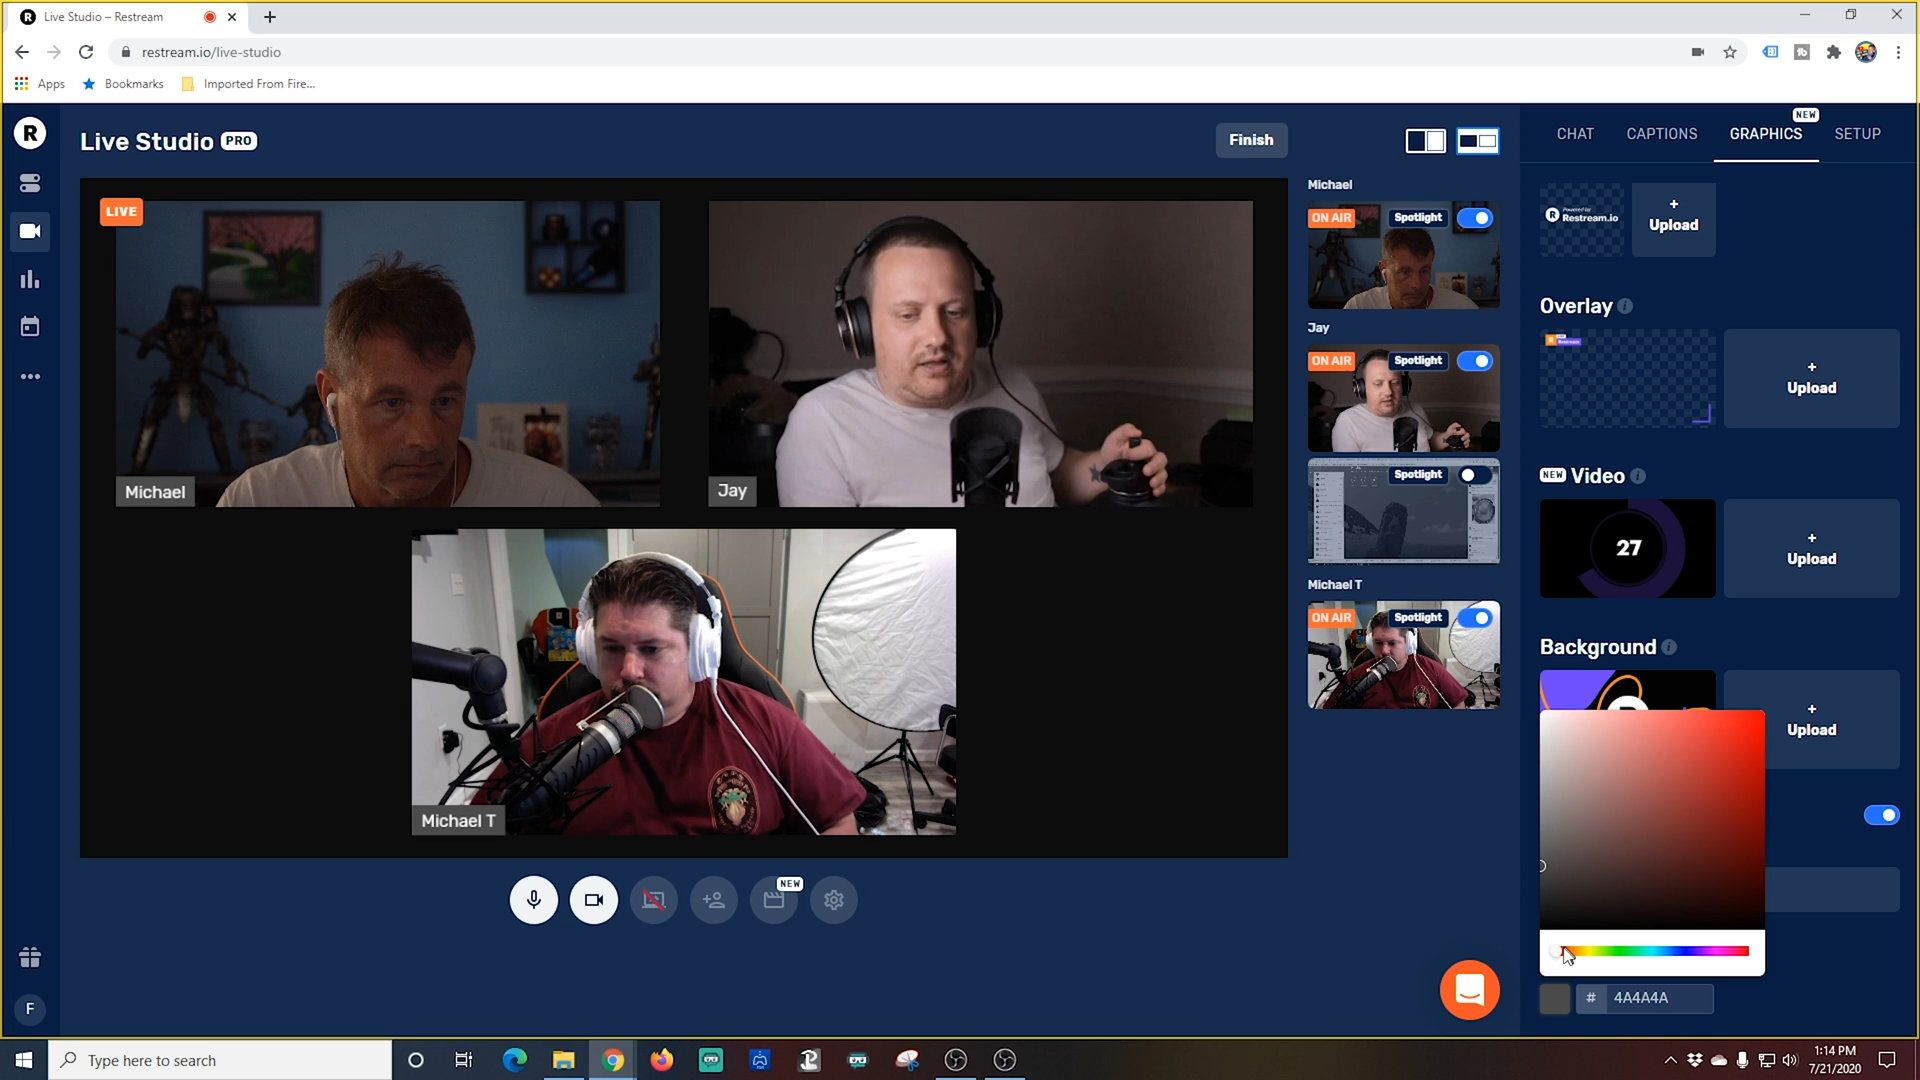 Live Studio – Restream
restream.io/live-studio
Apps
Bookmarks
Imported From Fire...
R
Live Studio PRO
Finish
NEW
CHAT
CAPTIONS
GRAPHICS
SETUP
LIVE
Michael
Jay
Michael T
Michael
ON AIR
Spotlight
Jay
ON AIR
Spotlight
Spotlight
Michael T
ON AIR
Spotlight
Powered by
Restream.io
+
Upload
Overlay
Restream
+
Upload
NEW Video
27
+
Upload
Background
+
Upload
# 4A4A4A
NEW
F
Type here to search
1:14 PM
7/21/2020